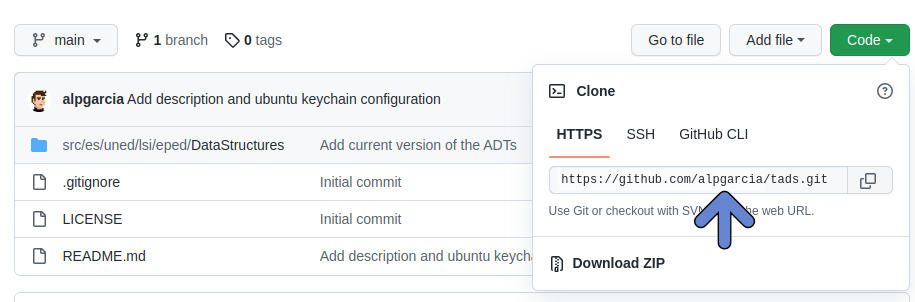 main
1 branch
0 tags
Go to file
Add file
Code
alpgarcia Add description and ubuntu keychain configuration
src/es/uned/lsi/eped/DataStructures
Add current version of the ADTs
.gitignore
Initial commit
LICENSE
Initial commit
README.md
Add description and ubuntu keych
Clone
HTTPS
SSH
GitHub CLI
https://github.com/alpgarcia/tads.git
Use Git or checkout with SVN the web URL.
Download ZIP